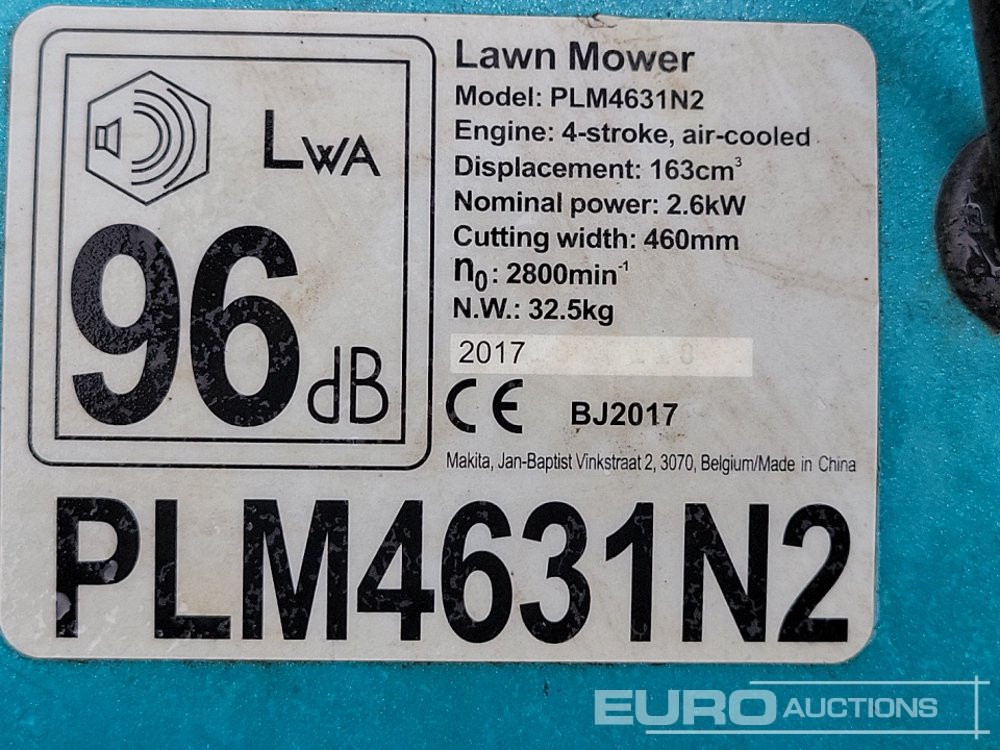 LWA
96 dB
Lawn Mower
Model: PLM4631N2
Engine: 4-stroke, air-cooled
Displacement: 163cm³
Nominal power: 2.6kW
Cutting width: 460mm
n₀: 2800min⁻¹
N.W.: 32.5kg
2017
CE BJ2017
Makita, Jan-Baptist Vinkstraat 2, 3070, Belgium/Made in China
PLM4631N2
EURO AUCTIONS